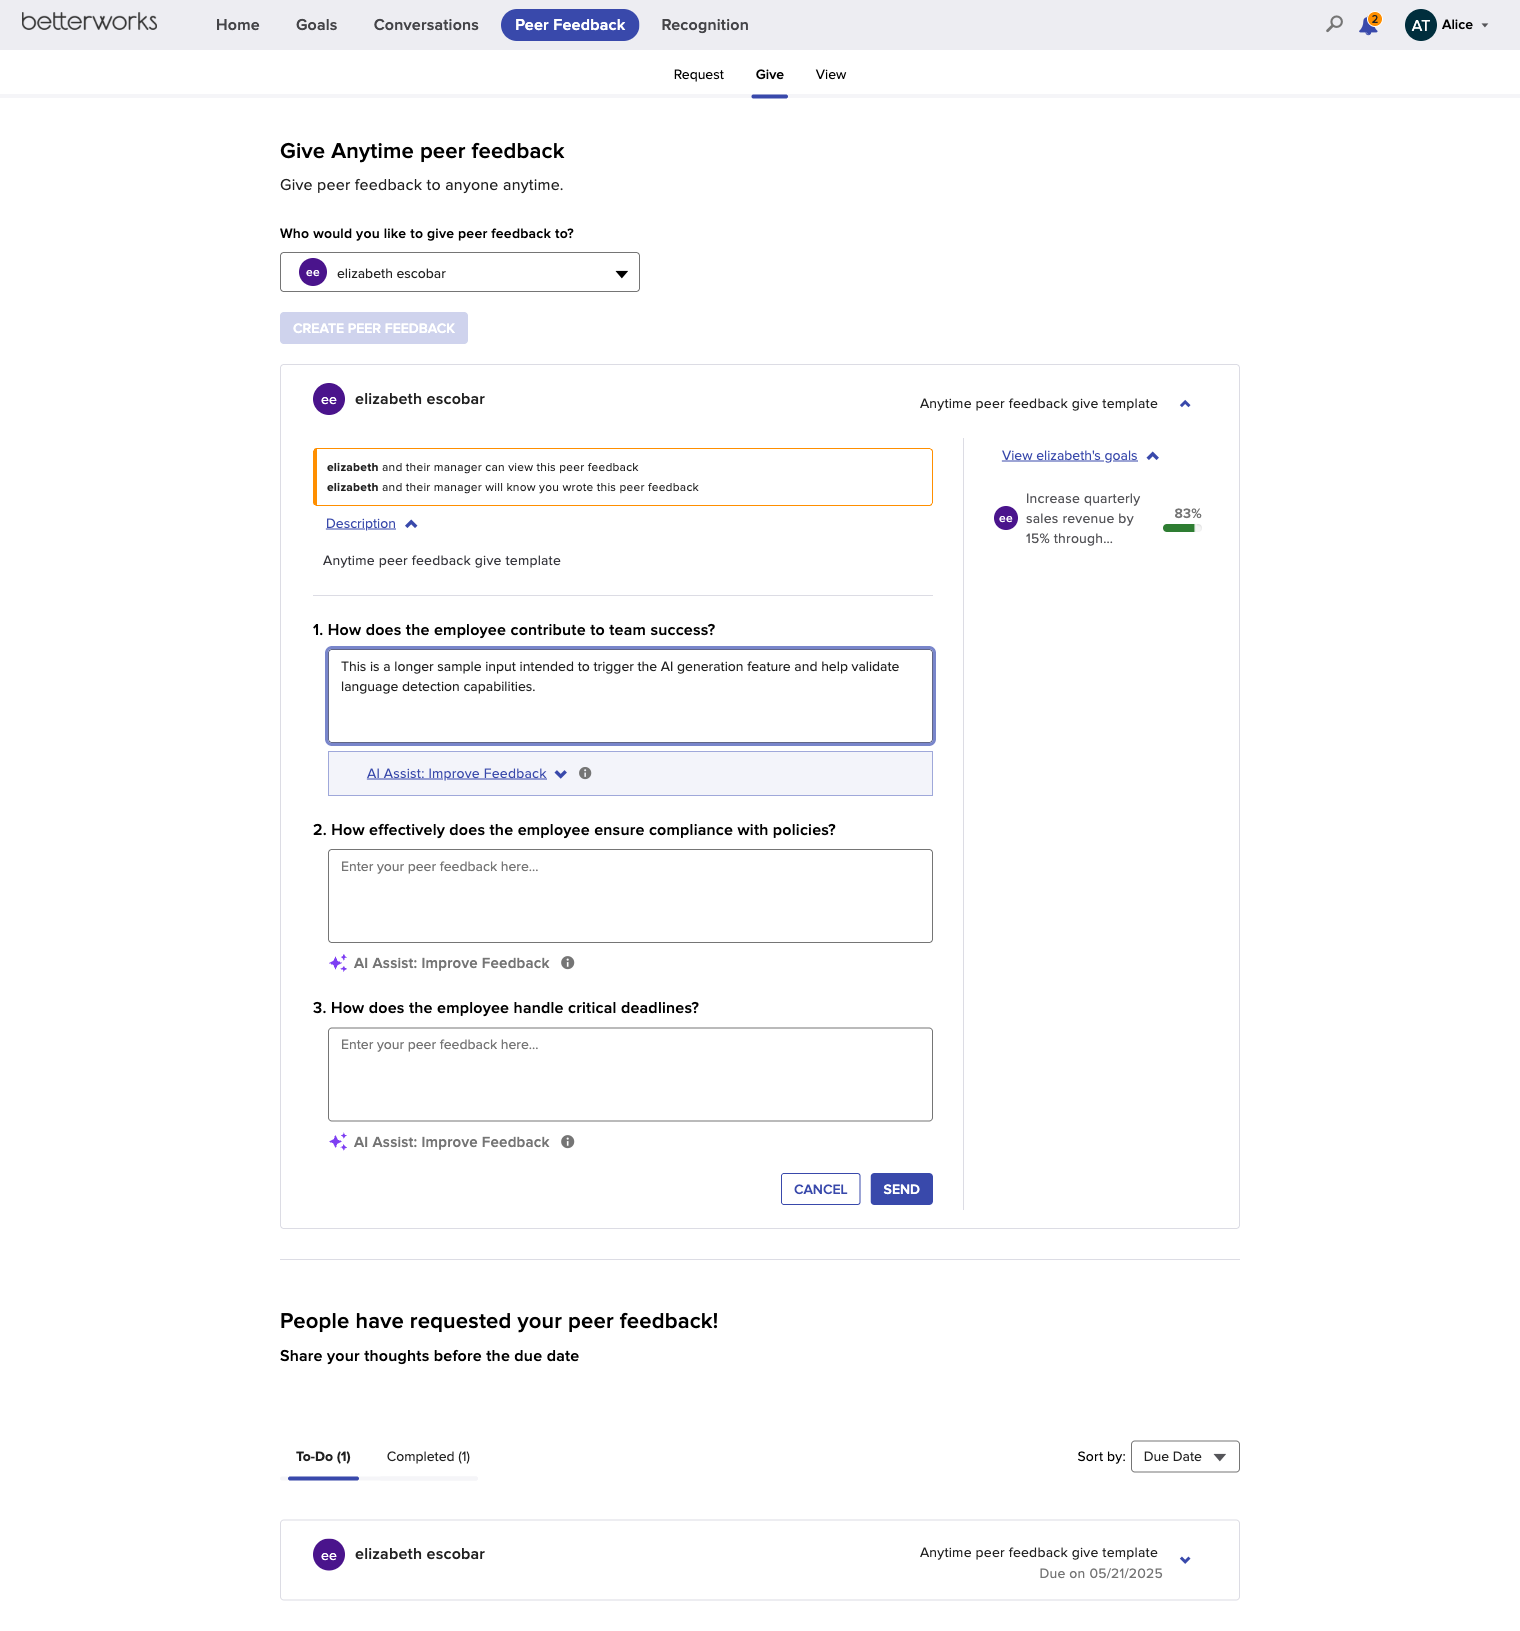 betterworks
Home
Goals
Conversations
Peer Feedback
Recognition
2
AT
Alice
Request
Give
View
Give Anytime peer feedback
Give peer feedback to anyone anytime.
Who would you like to give peer feedback to?
ee
elizabeth escobar
CREATE PEER FEEDBACK
ee
elizabeth escobar
Anytime peer feedback give template
elizabeth and their manager can view this peer feedback
elizabeth and their manager will know you wrote this peer feedback
Description
Anytime peer feedback give template
View elizabeth's goals
ee
Increase quarterly
sales revenue by
15% through...
83%
1. How does the employee contribute to team success?
This is a longer sample input intended to trigger the AI generation feature and help validate
language detection capabilities.
AI Assist: Improve Feedback
2. How effectively does the employee ensure compliance with policies?
Enter your peer feedback here...
AI Assist: Improve Feedback
3. How does the employee handle critical deadlines?
Enter your peer feedback here...
AI Assist: Improve Feedback
CANCEL
SEND
People have requested your peer feedback!
Share your thoughts before the due date
To-Do (1)
Completed (1)
Sort by:
Due Date
ee
elizabeth escobar
Anytime peer feedback give template
Due on 05/21/2025